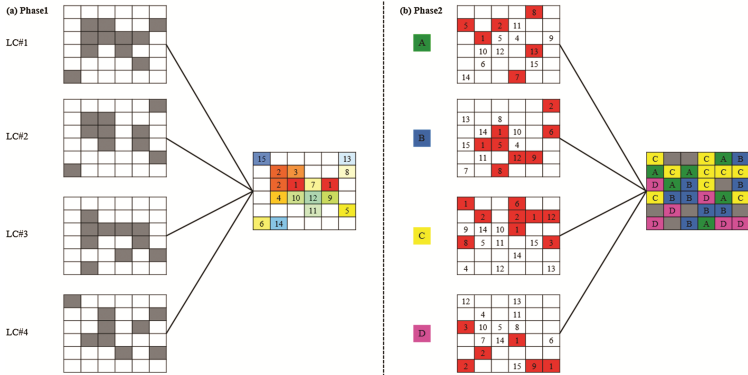 (a) Phase1
LC#1
LC#2
LC#3
LC#4
15 13
2 3 8
2 1 7 1
4 10 12 9
11 5
6 14
(b) Phase2
A
8
5 2 11
1 5 4 9
10 12 13
6 15
14 7
B
2
13 8
14 1 10 6
15 1 5 4
11 12 9
7 8
C
1 6
2 2 1 12
9 14 10 1
8 5 11 15 3
14
4 12 13
D
12 13
4 11
3 10 5 8
7 14 1 6
2
2 15 9 1
C C A B
A C A C C C
D A B C B
C B B D A C
D B B
D B A D D